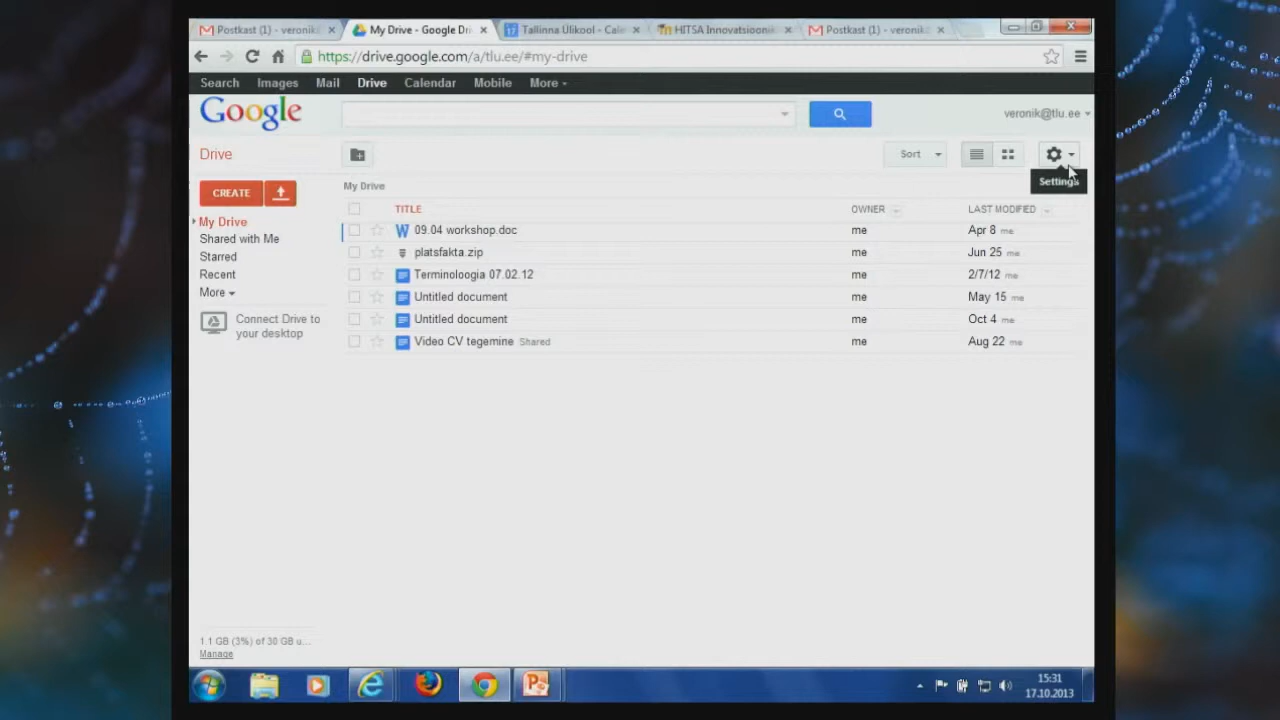 Postkast (1) - veronik
My Drive - Google Dri
Tallinna Ülikool - Cale
HITSA Innovatsioonik
Postkast (1) - veronik
https://drive.google.com/a/tlu.ee/#my-drive
Search Images Mail Drive Calendar Mobile More
Google
veronik@tlu.ee
Drive
Sort
Settings
CREATE
My Drive
Shared with Me
Starred
Recent
More
Connect Drive to
your desktop
My Drive
TITLE OWNER LAST MODIFIED
09.04 workshop.doc me Apr 8 me
platsfakta.zip me Jun 25 me
Terminoloogia 07.02.12 me 2/7/12 me
Untitled document me May 15 me
Untitled document me Oct 4 me
Video CV tegemine Shared me Aug 22 me
1.1 GB (3%) of 30 GB u...
Manage
15:31
17.10.2013